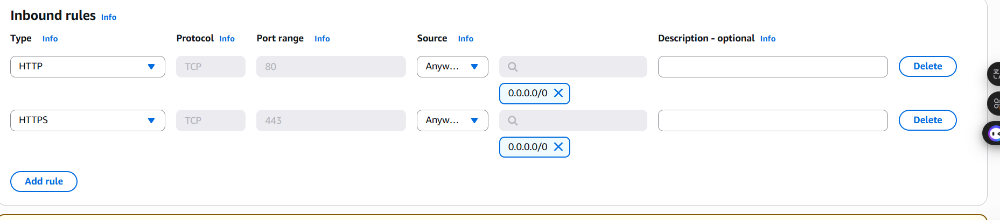 Inbound rules Info
Type Info Protocol Info Port range Info Source Info Description - optional Info
HTTP TCP 80 Anyw... Delete
0.0.0.0/0
HTTPS TCP 443 Anyw... Delete
0.0.0.0/0
Add rule